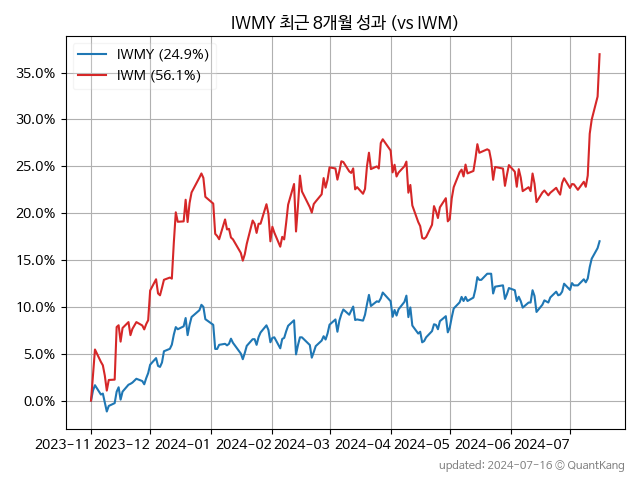 IWMY 최근 8개월 성과 (vs IWM)
IWMY (24.9%)
IWM (56.1%)
35.0%
30.0%
25.0%
20.0%
15.0%
10.0%
5.0%
0.0%
2023-11 2023-12 2024-01 2024-02 2024-03 2024-04 2024-05 2024-06 2024-07
updated: 2024-07-16 © QuantKang